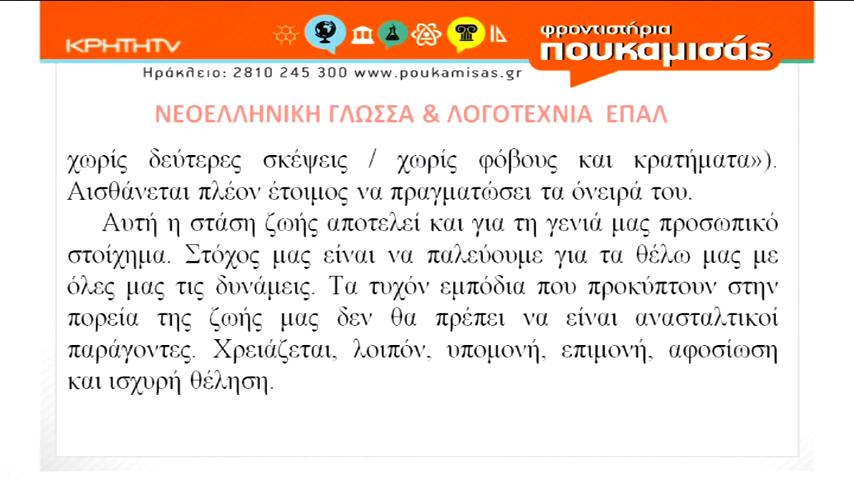 ΚΡΗΤΗTV
φροντιστήρια
πουκαμισάς
Ηράκλειο: 2810 245 300 www.poukamisas.gr
ΝΕΟΕΛΛΗΝΙΚΗ ΓΛΩΣΣΑ & ΛΟΓΟΤΕΧΝΙΑ ΕΠΑΛ
χωρίς δεύτερες σκέψεις / χωρίς φόβους και κρατήματα»).
Αισθάνεται πλέον έτοιμος να πραγματώσει τα όνειρά του.
Αυτή η στάση ζωής αποτελεί και για τη γενιά μας προσωπικό
στοίχημα. Στόχος μας είναι να παλεύουμε για τα θέλω μας με
όλες μας τις δυνάμεις. Τα τυχόν εμπόδια που προκύπτουν στην
πορεία της ζωής μας δεν θα πρέπει να είναι ανασταλτικοί
παράγοντες. Χρειάζεται, λοιπόν, υπομονή, επιμονή, αφοσίωση
και ισχυρή θέληση.